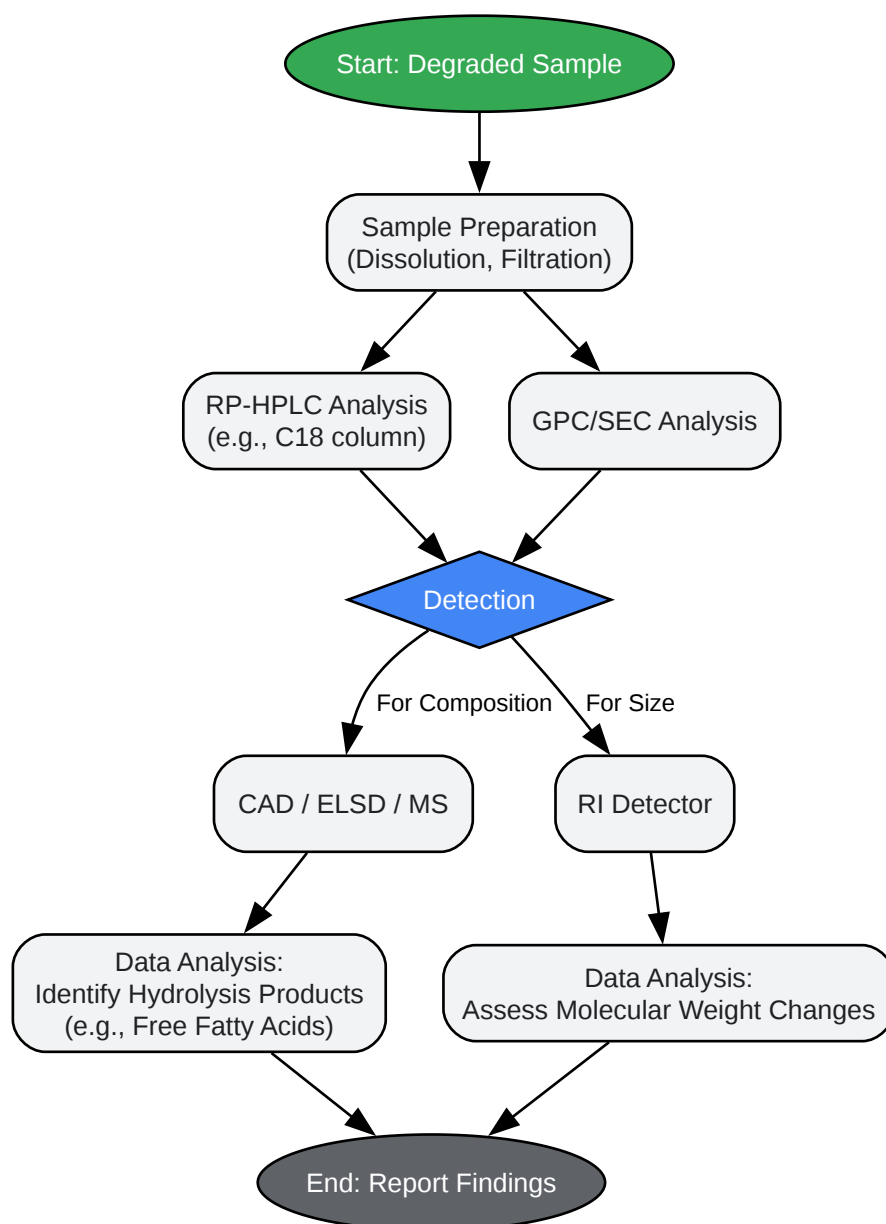 Start: Degraded Sample
Sample Preparation
(Dissolution, Filtration)
RP-HPLC Analysis
(e.g., C18 column)
GPC/SEC Analysis
Detection
For Composition
For Size
CAD / ELSD / MS
RI Detector
Data Analysis:
Identify Hydrolysis Products
(e.g., Free Fatty Acids)
Data Analysis:
Assess Molecular Weight Changes
End: Report Findings